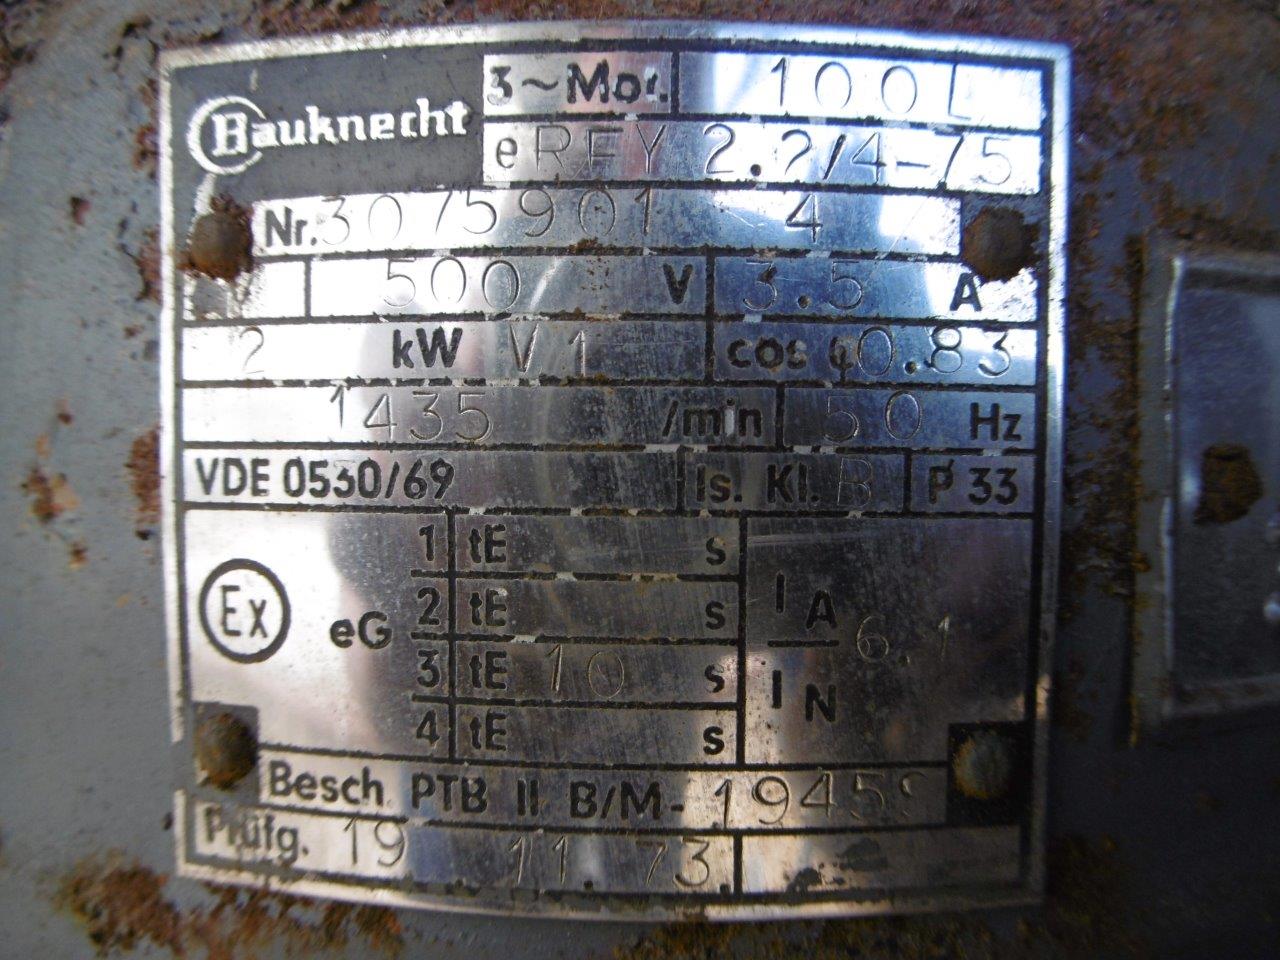 Bauknecht 3~Mot. 100L
eRFY 2.2/4-75
Nr. 3075901 4
500 V 3.5 A
2 kW V1 cos φ 0.83
1435 /min 50 Hz
VDE 0530/69 Is. Kl. B P 33
1 tE s
2 tE s
Ex eG 3 tE 10 s IA/IN 6.1
4 tE s
Besch. PTB II B/M-1945
Prüfg. 19 11. 73.